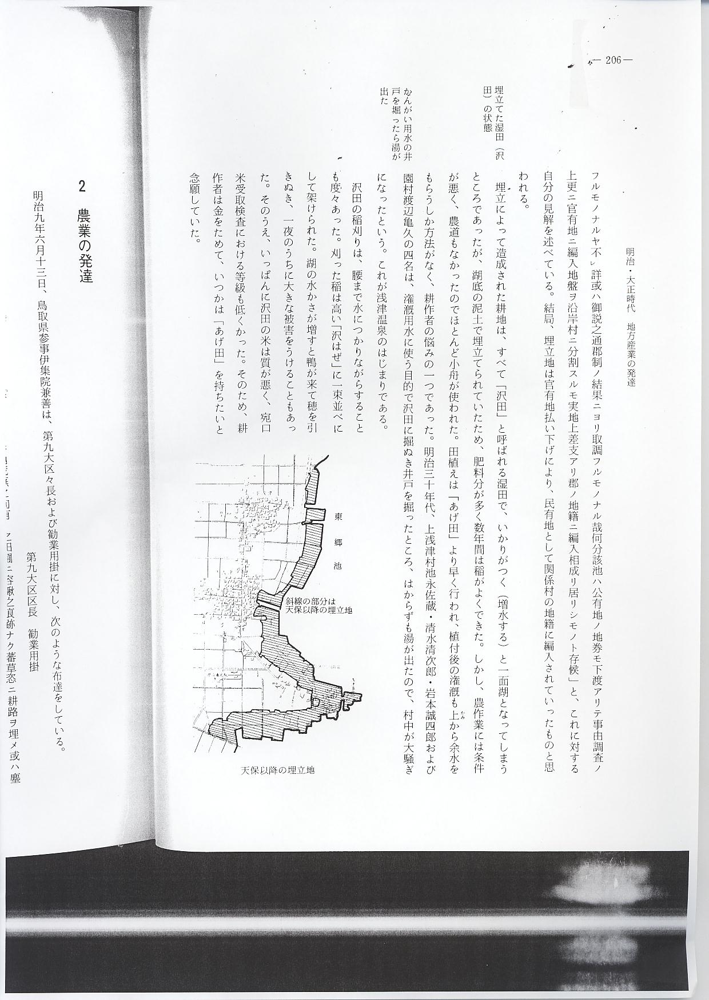 — 206 —
明治・大正時代　地方産業の発達
フルモノナルヤ不レ詳或ハ御説之通郡制ノ結果ニヨリ取調フルモノナル哉何分該池ハ公有地ノ地券モ下渡アリテ事由調査ノ
上更ニ官有地ニ編入地盤ヲ沿岸村ニ分割スルモ実地上差支アリ郡ノ地籍ニ編入相成リ居リシモノト存候」と、これに対する
自分の見解を述べている。結局、埋立地は官有地払い下げにより、民有地として関係村の地籍に編入されていったものと思
われる。
埋立てた湿田（沢
田）の状態
埋立によって造成された耕地は、すべて「沢田」と呼ばれる湿田で、いかりがつく（増水する）と一面湖となってしまう
ところであったが、湖底の泥土で埋立てられていたため、肥料分が多く数年間は稲がよくできた。しかし、農作業には条件
が悪く、農道もなかったのでほとんど小舟が使われた。田植えは「あげ田」より早く行われ、植付後の潅漑も上かみから余水を
もらうしか方法がなく、耕作者の悩みの一つであった。明治三十年代、上浅津村池永佐蔵・清水清次郎・岩本誠四郎および
かんがい用水の井
戸を堀ったら湯が
出た
園村渡辺亀久の四名は、潅漑用水に使う目的で沢田に掘ぬき井戸を掘ったところ、はからずも湯が出たので、村中が大騒ぎ
になったという。これが浅津温泉のはじまりである。
沢田の稲刈りは、腰まで水につかりながらすること
も度々あった。刈った稲は高い「沢はぜ」に一束並べに
して架けられた。湖の水かさが増すと鴨が来て穂を引
きぬき、一夜のうちに大きな被害をうけることもあっ
た。そのうえ、いっぱんに沢田の米は質が悪く、宛口
米受取検査における等級も低くかった。そのため、耕
作者は金をためて、いつかは「あげ田」を持ちたいと
念願していた。
東郷池
斜線の部分は
天保以降の埋立地
天保以降の埋立地
2　農業の発達
明治九年六月十三日、鳥取県参事伊集院兼善は、第九大区々長および勧業用掛に対し、次のような布達をしている。
第九大区区長　勧業用掛
田圃ニ容鍬之良跡ナク蕃草恣ニ耕路ヲ埋メ或ハ塵